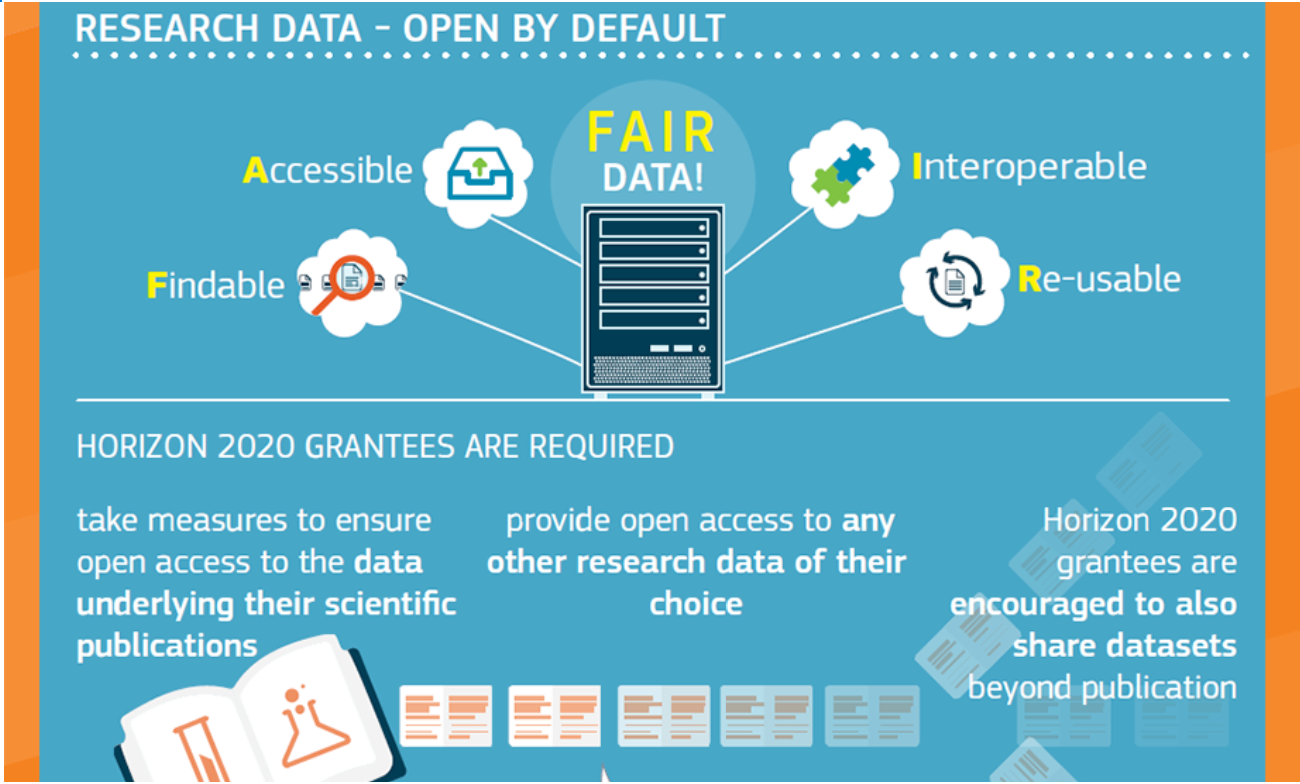 RESEARCH DATA - OPEN BY DEFAULT
FAIR
DATA!
Accessible
Interoperable
Findable
Re-usable
HORIZON 2020 GRANTEES ARE REQUIRED
take measures to ensure
open access to the data
underlying their scientific
publications
provide open access to any
other research data of their
choice
Horizon 2020
grantees are
encouraged to also
share datasets
beyond publication